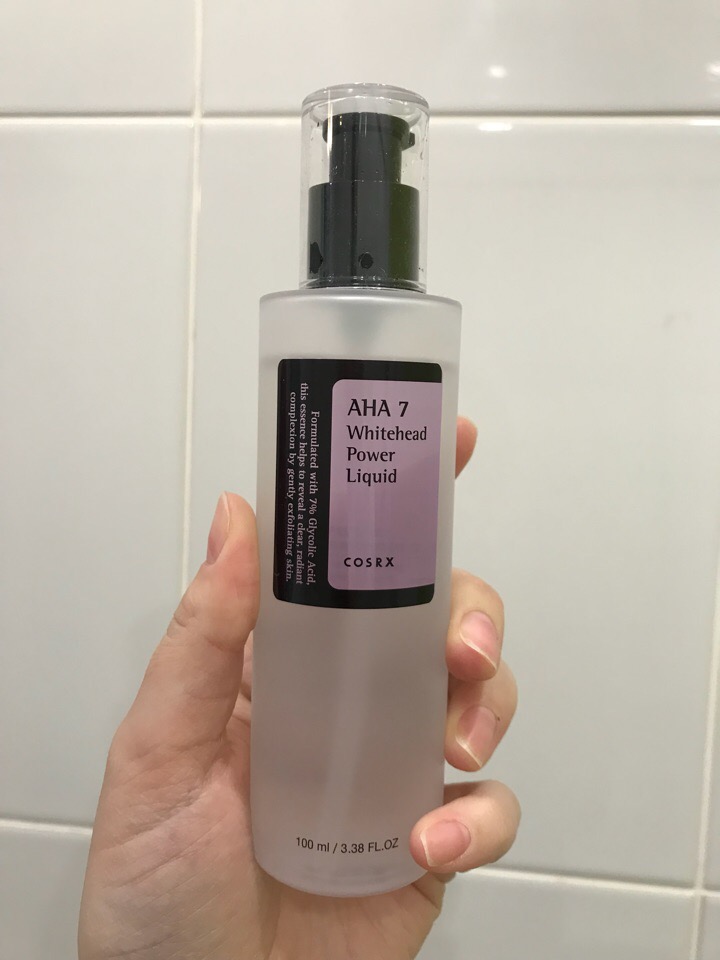 AHA 7
Whitehead
Power
Liquid
COSRX
Formulated with 7% Glycolic Acid,
this essence helps to reveal a clear, radiant
complexion by gently exfoliating skin.
100 ml / 3.38 FL.OZ